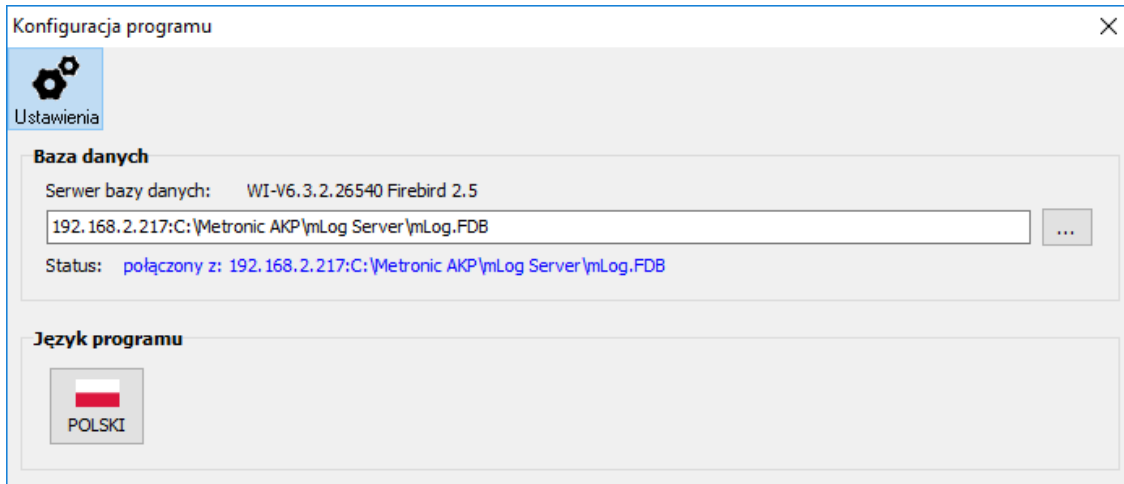 Konfiguracja programu
Ustawienia
Baza danych
Serwer bazy danych: WI-V6.3.2.26540 Firebird 2.5
192.168.2.217:C:\Metronic AKP\mLog Server\mLog.FDB
...
Status: połączony z: 192.168.2.217:C:\Metronic AKP\mLog Server\mLog.FDB
Język programu
POLSKI